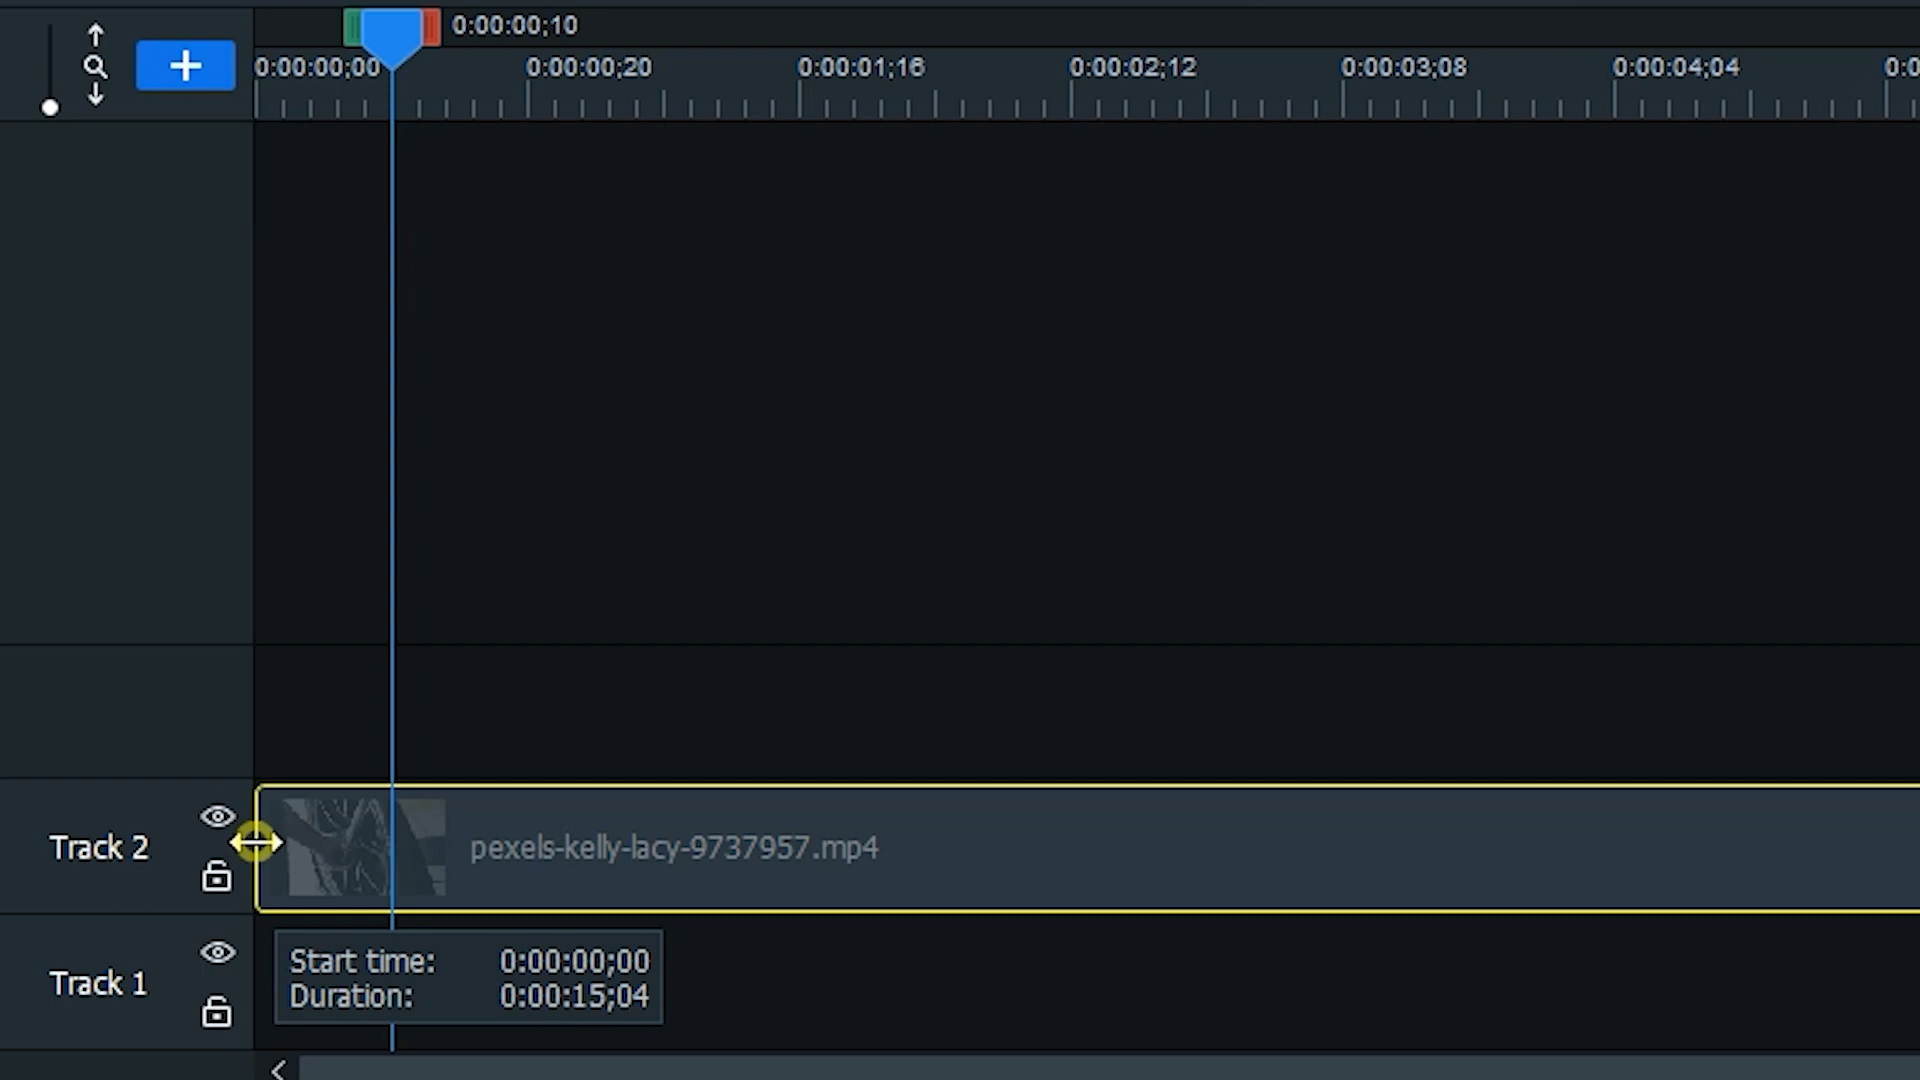 0:00:00;10
0:00:00;00 0:00:00;20 0:00:01;16 0:00:02;12 0:00:03;08 0:00:04;04 0:0
Track 2 pexels-kelly-lacy-9737957.mp4
Track 1
Start time: 0:00:00;00
Duration: 0:00:15;04